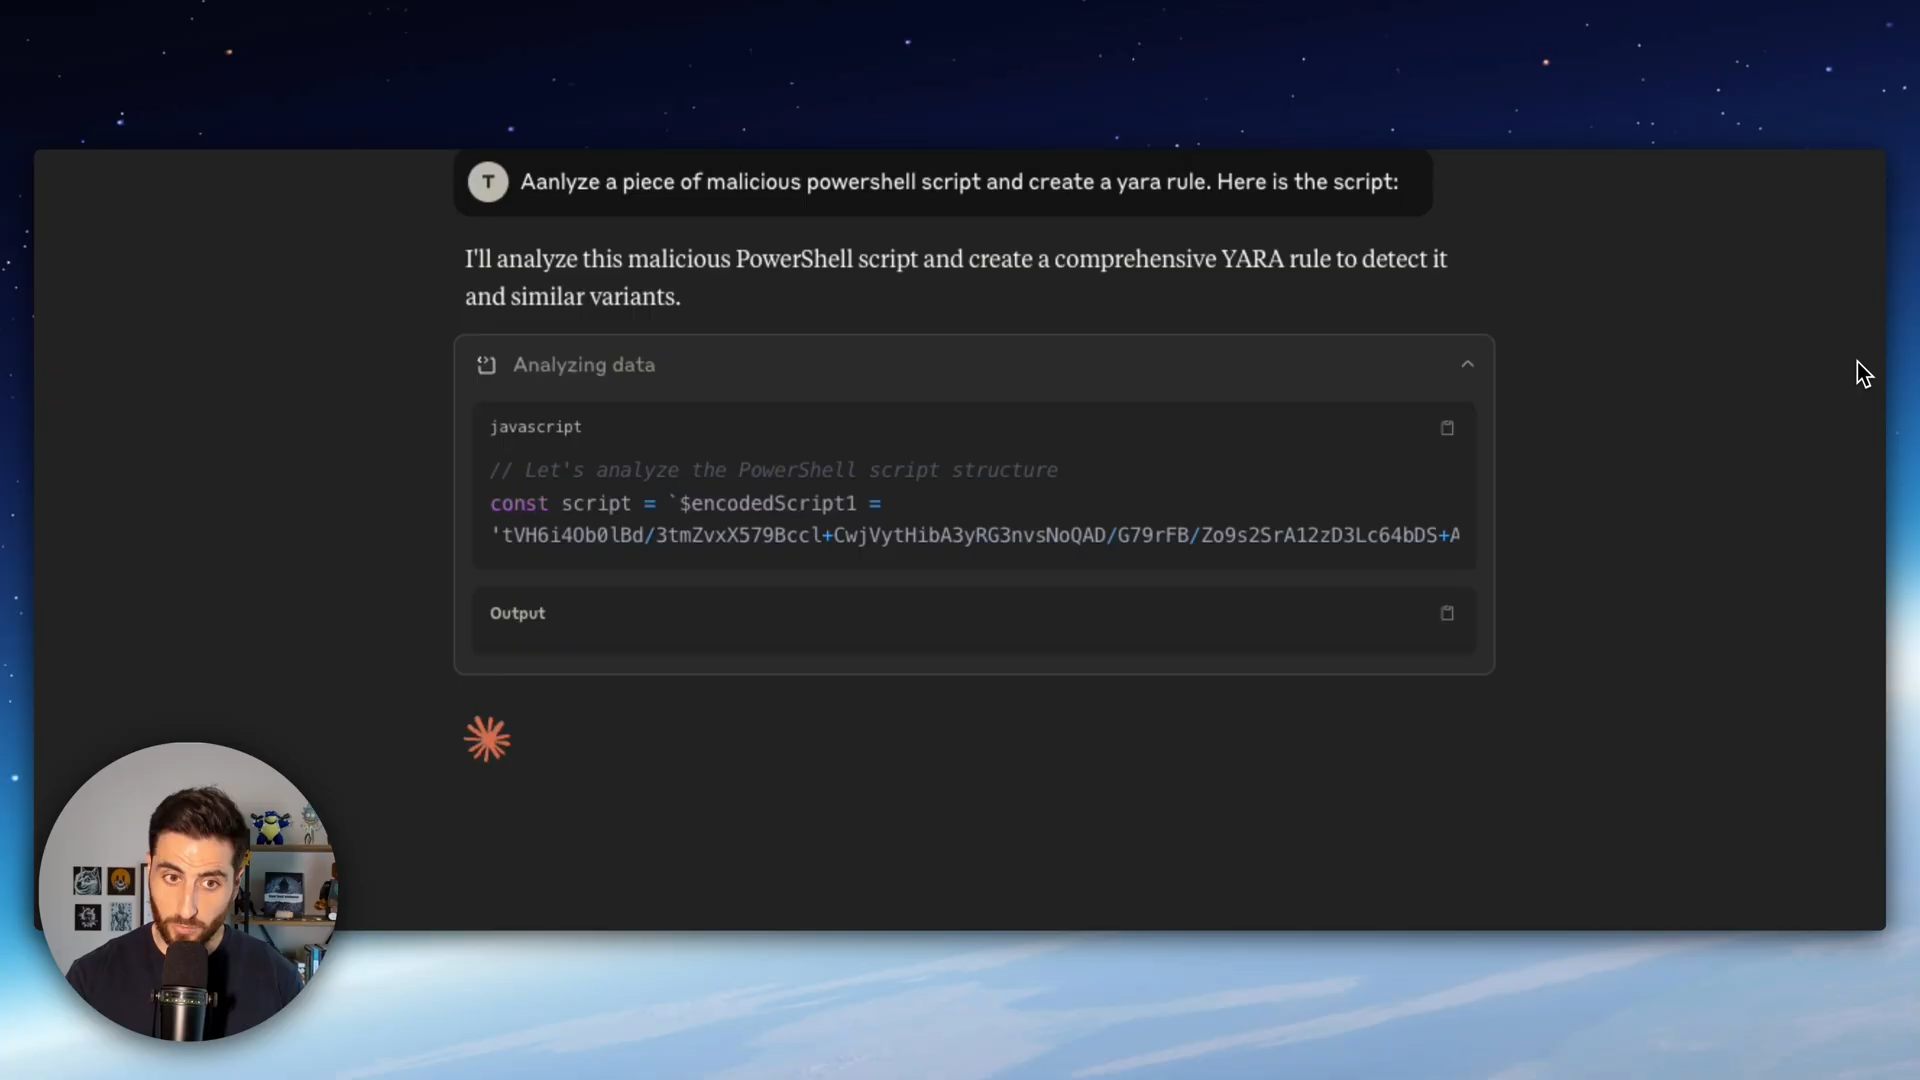 T
Aanlyze a piece of malicious powershell script and create a yara rule. Here is the script:
I'll analyze this malicious PowerShell script and create a comprehensive YARA rule to detect it
and similar variants.
Analyzing data
javascript
// Let's analyze the PowerShell script structure
const script = `$encodedScript1 =
'tVH6i4Ob0lBd/3tmZvxX579Bccl+CwjVytHibA3yRG3nvsNoQAD/G79rFB/Zo9s2SrA12zD3Lc64bDS+A
Output